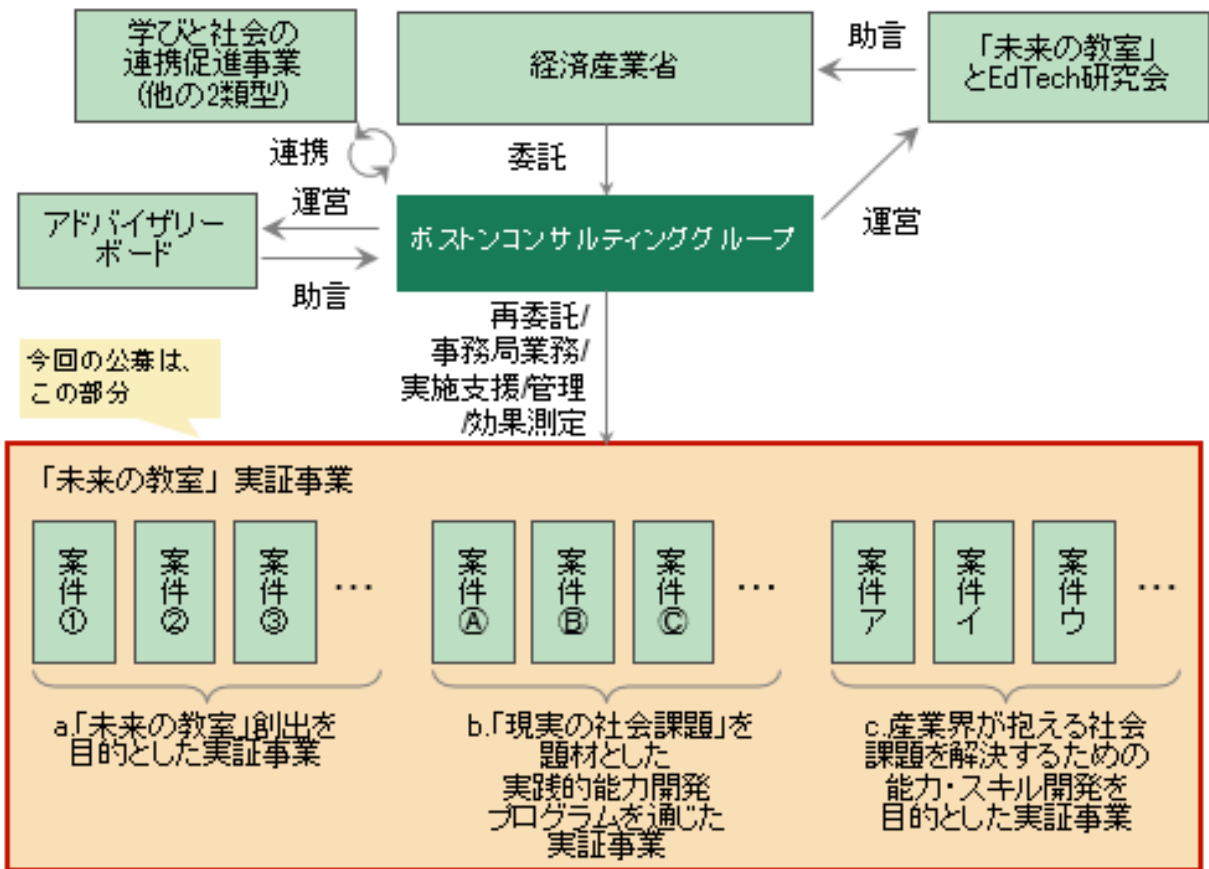 学びと社会の
連携促進事業
(他の2類型)
経済産業省
助言
「未来の教室」
とEdTech研究会
連携
委託
運営
アドバイザリー
ボード
助言
ボストンコンサルティンググループ
運営
再委託/
事務局業務/
実施支援/管理
/効果測定
今回の公募は、
この部分
「未来の教室」実証事業
案件①
案件②
案件③
…
案件Ⓐ
案件Ⓑ
案件Ⓒ
…
案件ア
案件イ
案件ウ
…
a.「未来の教室」創出を
目的とした実証事業
b.「現実の社会課題」を
題材とした
実践的能力開発
プログラムを通じた
実証事業
c.産業界が抱える社会
課題を解決するための
能力・スキル開発を
目的とした実証事業